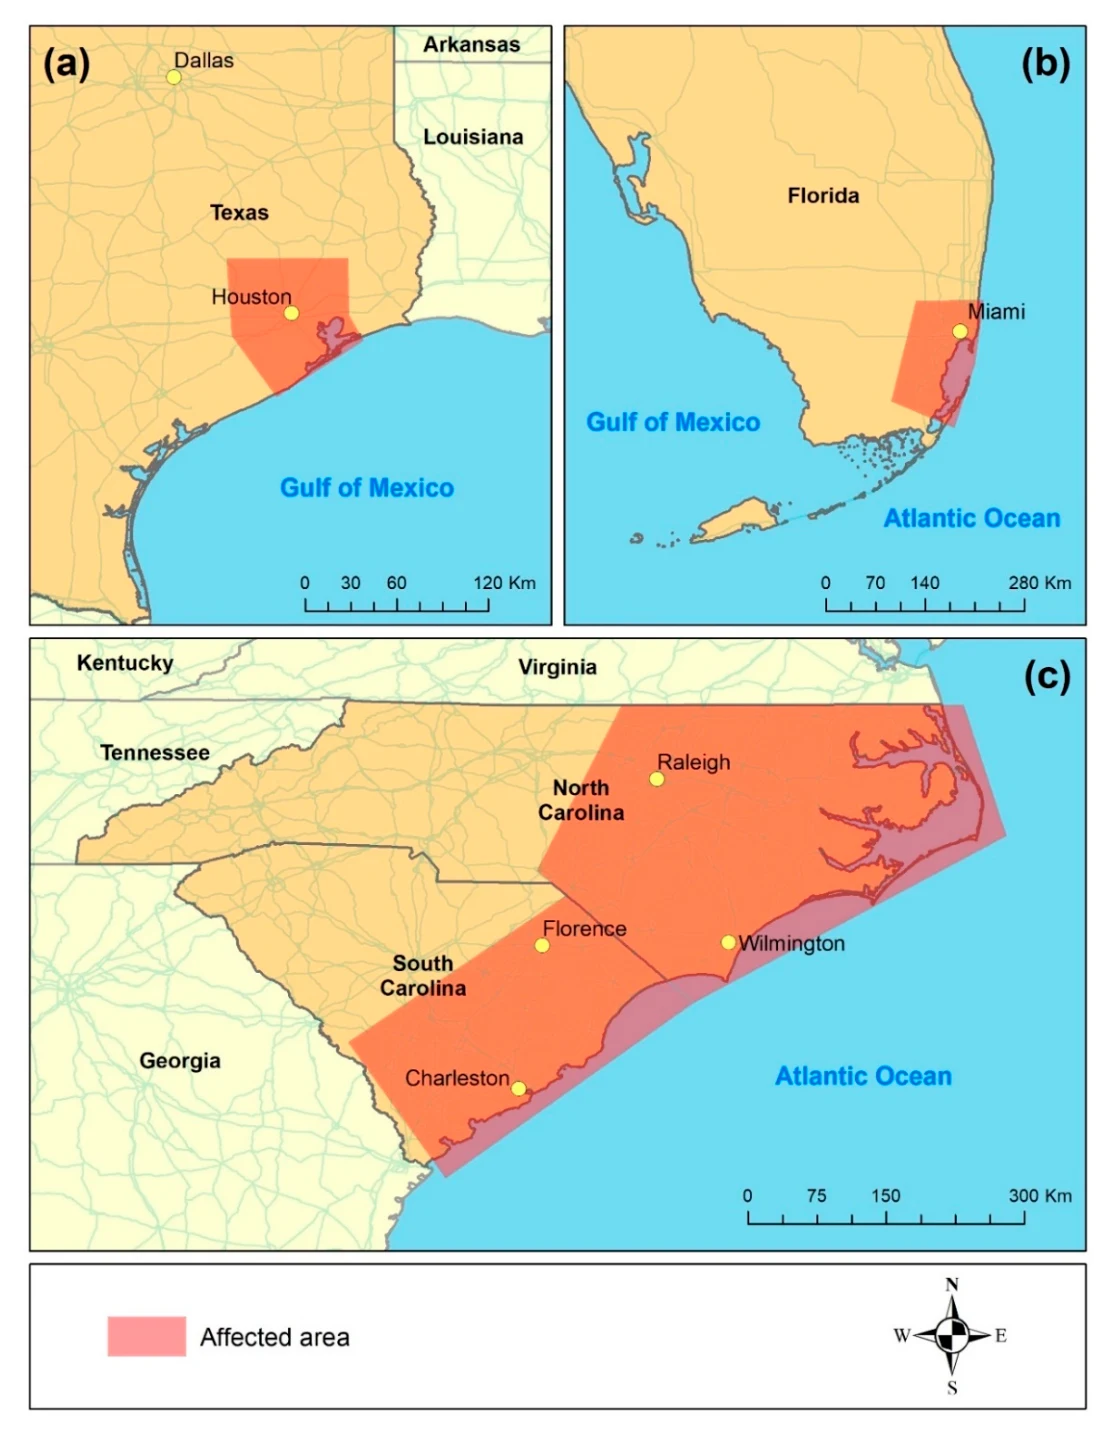 (a)
Dallas
Arkansas
Louisiana
Texas
Houston
Gulf of Mexico
0 30 60 120 Km
(b)
Florida
Miami
Gulf of Mexico
Atlantic Ocean
0 70 140 280 Km
Kentucky
Virginia
(c)
Tennessee
Raleigh
North
Carolina
Florence
Wilmington
South
Carolina
Georgia
Charleston
Atlantic Ocean
0 75 150 300 Km
Affected area
N
W E
S